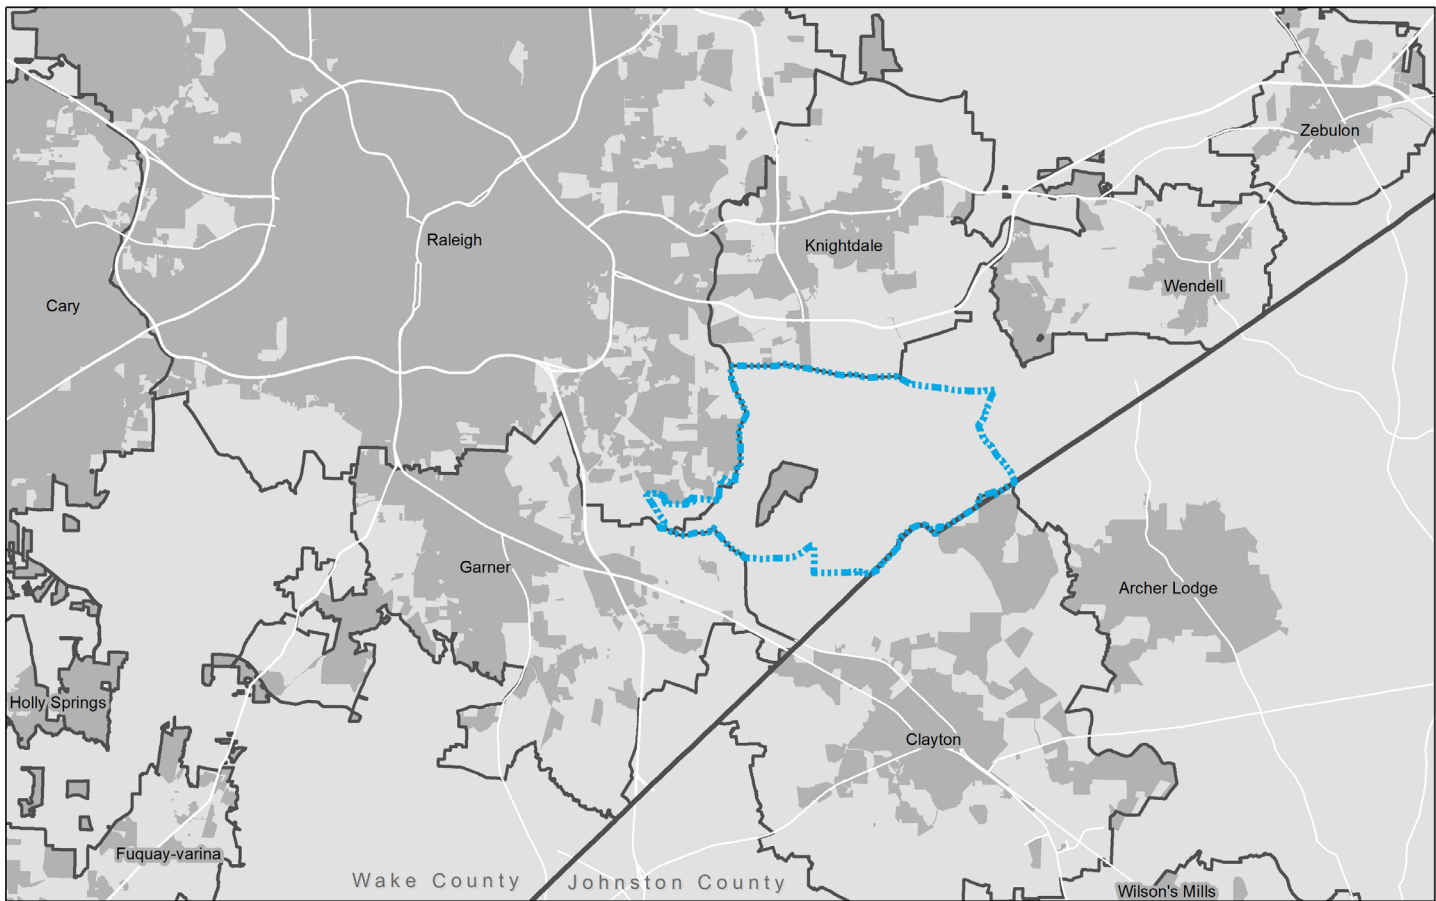 Zebulon
Raleigh
Knightdale
Wendell
Cary
Garner
Archer Lodge
Holly Springs
Clayton
Fuquay-varina
Wake County
Johnston County
Wilson's Mills